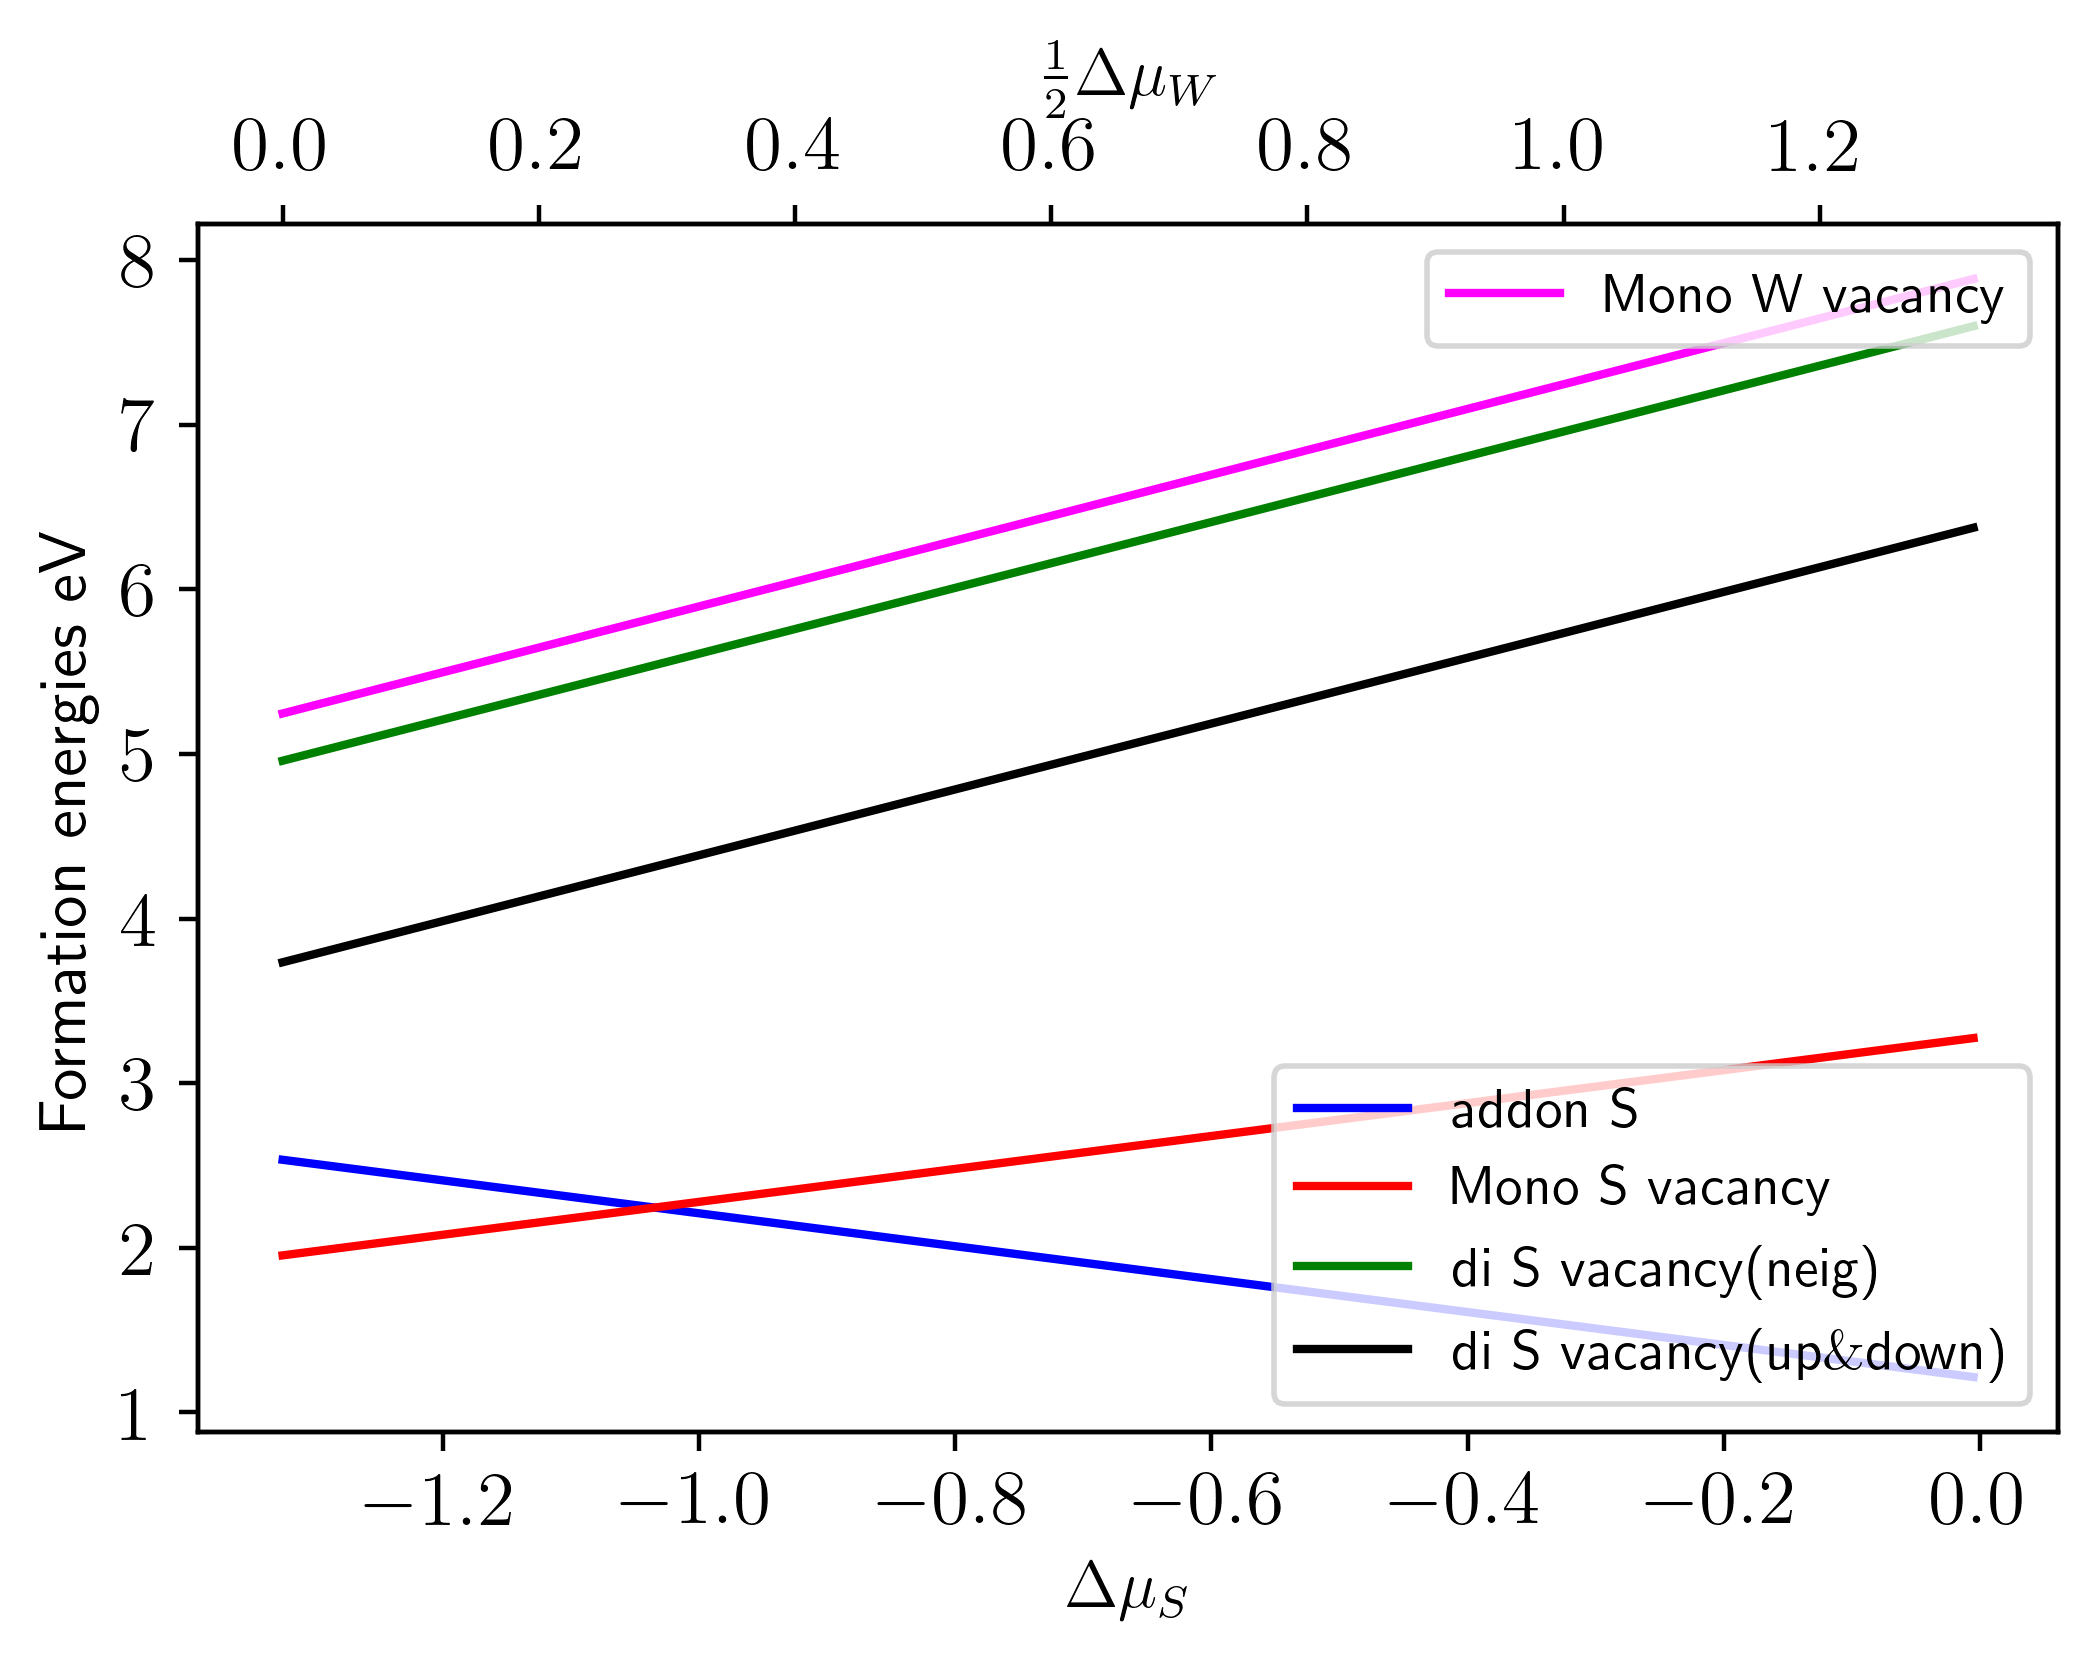 ½Δμ_W
0.0 0.2 0.4 0.6 0.8 1.0 1.2
8
7
6
5
4
3
2
1
Formation energies eV
Mono W vacancy
addon S
Mono S vacancy
di S vacancy(neig)
di S vacancy(up&down)
−1.2 −1.0 −0.8 −0.6 −0.4 −0.2 0.0
Δμ_S